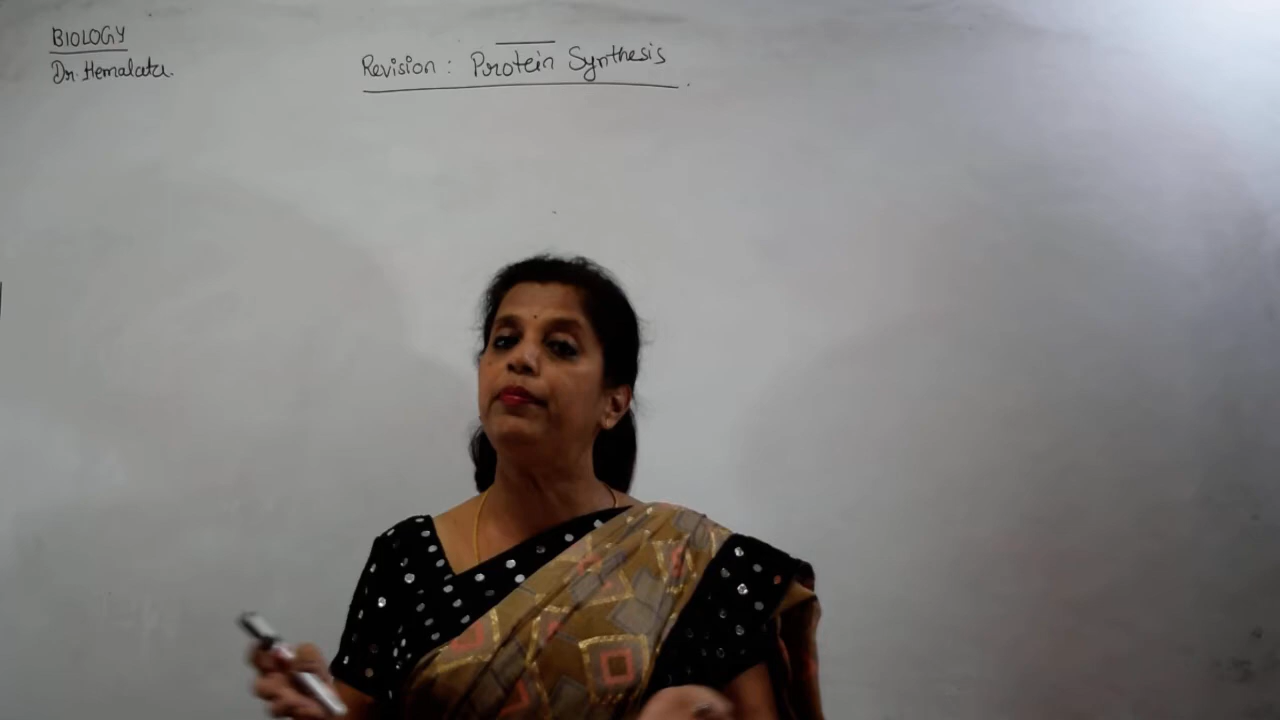 BIOLOGY
Dr. Hemalata.
Revision : Protein Synthesis